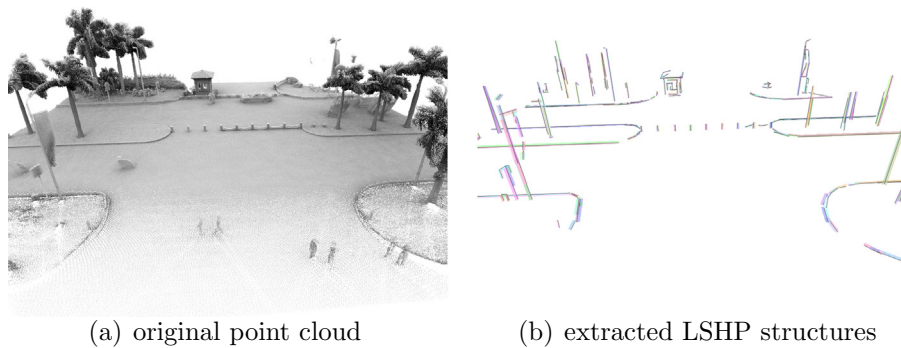 (a) original point cloud
(b) extracted LSHP structures